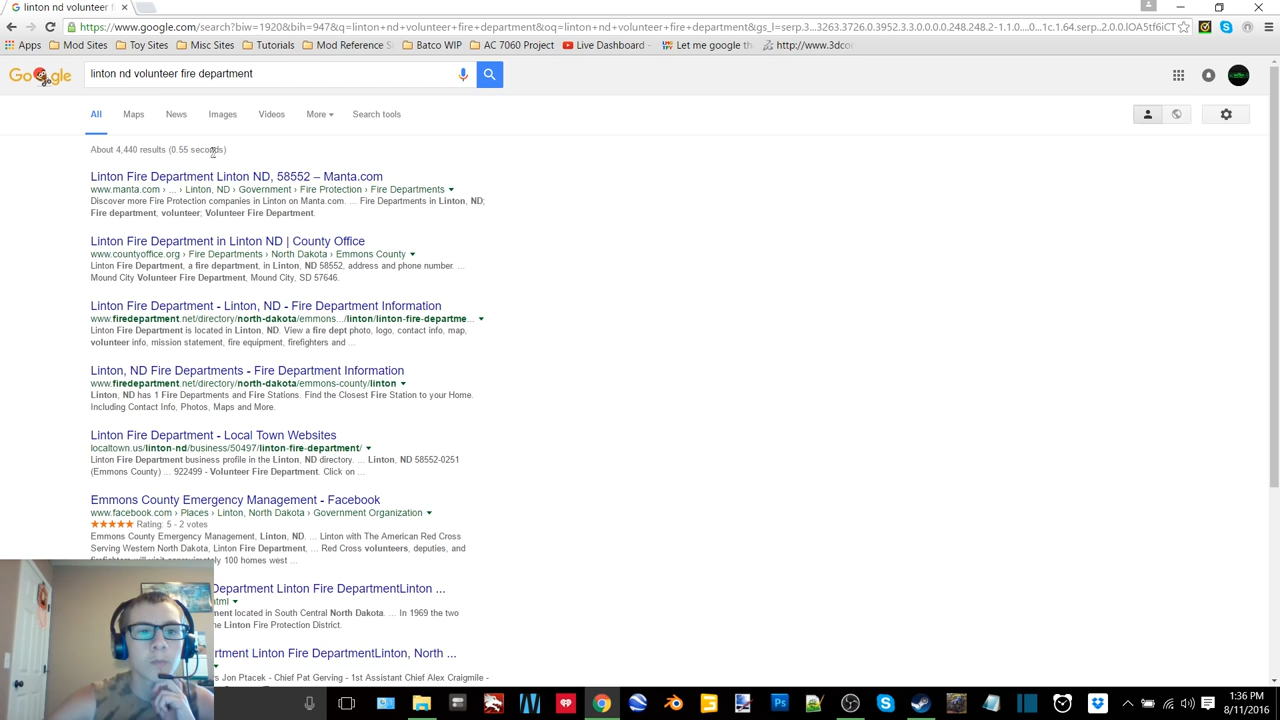 linton nd volunteer f
https://www.google.com/search?biw=1920&bih=947&q=linton+nd+volunteer+fire+department&oq=linton+nd+volunteer+fire+department&gs_l=serp.2...3263.3726.0.3952.3.3.0.0.0.0.248.248.2-1.1.0....0...1c.1.64.serp..2.0.0.0.lOA5tf6iCT
Apps Mod Sites Toy Sites Misc Sites Tutorials Mod Reference Si Batco WIP AC 7060 Project Live Dashboard - Let me google tha http://www.3dco
Google linton nd volunteer fire department
All Maps News Images Videos More Search tools
About 4,440 results (0.55 seconds)
Linton Fire Department Linton ND, 58552 – Manta.com
www.manta.com › ... › Linton, ND › Government › Fire Protection › Fire Departments
Discover more Fire Protection companies in Linton on Manta.com. ... Fire Departments in Linton, ND;
Fire department, volunteer; Volunteer Fire Department.
Linton Fire Department in Linton ND | County Office
www.countyoffice.org › Fire Departments › North Dakota › Emmons County
Linton Fire Department, a fire department, in Linton, ND 58552, address and phone number. ...
Mound City Volunteer Fire Department, Mound City, SD 57646.
Linton Fire Department - Linton, ND - Fire Department Information
www.firedepartment.net/directory/north-dakota/emmons.../linton/linton-fire-departme...
Linton Fire Department is located in Linton, ND. View a fire dept photo, logo, contact info, map,
volunteer info, mission statement, fire equipment, firefighters and ...
Linton, ND Fire Departments - Fire Department Information
www.firedepartment.net/directory/north-dakota/emmons-county/linton
Linton, ND has 1 Fire Departments and Fire Stations. Find the Closest Fire Station to your Home.
Including Contact Info, Photos, Maps and More.
Linton Fire Department - Local Town Websites
localtown.us/linton-nd/business/50497/linton-fire-department/
Linton Fire Department business profile in the Linton, ND directory. ... Linton, ND 58552-0251
(Emmons County) ... 922499 - Volunteer Fire Department. Click on ...
Emmons County Emergency Management - Facebook
www.facebook.com › Places › Linton, North Dakota › Government Organization
Rating: 5 - 2 votes
Emmons County Emergency Management, Linton, ND. ... Linton with The American Red Cross
Serving Western North Dakota, Linton Fire Department, ... Red Cross volunteers, deputies, and
firefighters will visit approximately 100 homes west ...
Department Linton Fire DepartmentLinton ...
html
ment located in South Central North Dakota. ... In 1969 the two
he Linton Fire Protection District.
rtment Linton Fire DepartmentLinton, North ...
s Jon Ptacek - Chief Pat Gerving - 1st Assistant Chief Alex Craigmile -
1:36 PM
8/11/2016